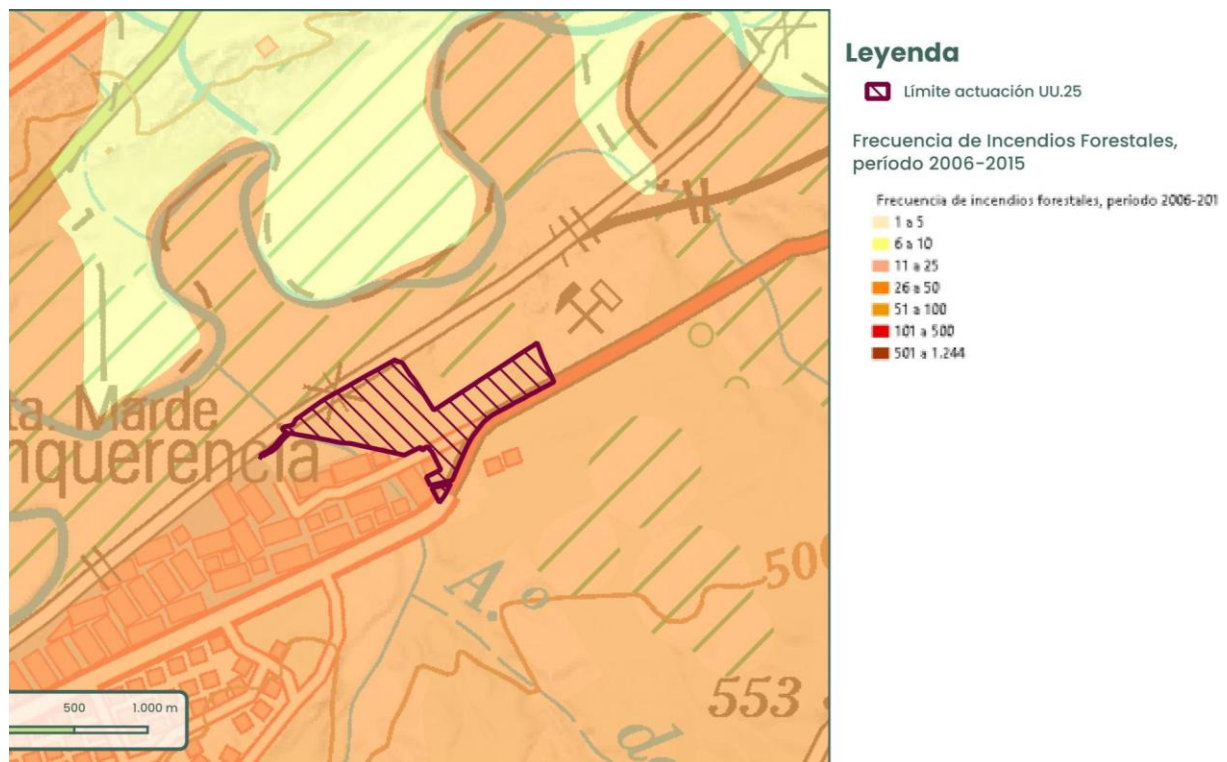 Leyenda
Límite actuación UU.25
Frecuencia de Incendios Forestales,
período 2006-2015
Frecuencia de incendios forestales, periodo 2006-201
1 a 5
6 a 10
11 a 25
26 a 50
51 a 100
101 a 500
501 a 1.244
ta. Marde
nquerencia
A.º
500
553
de
500
1.000 m